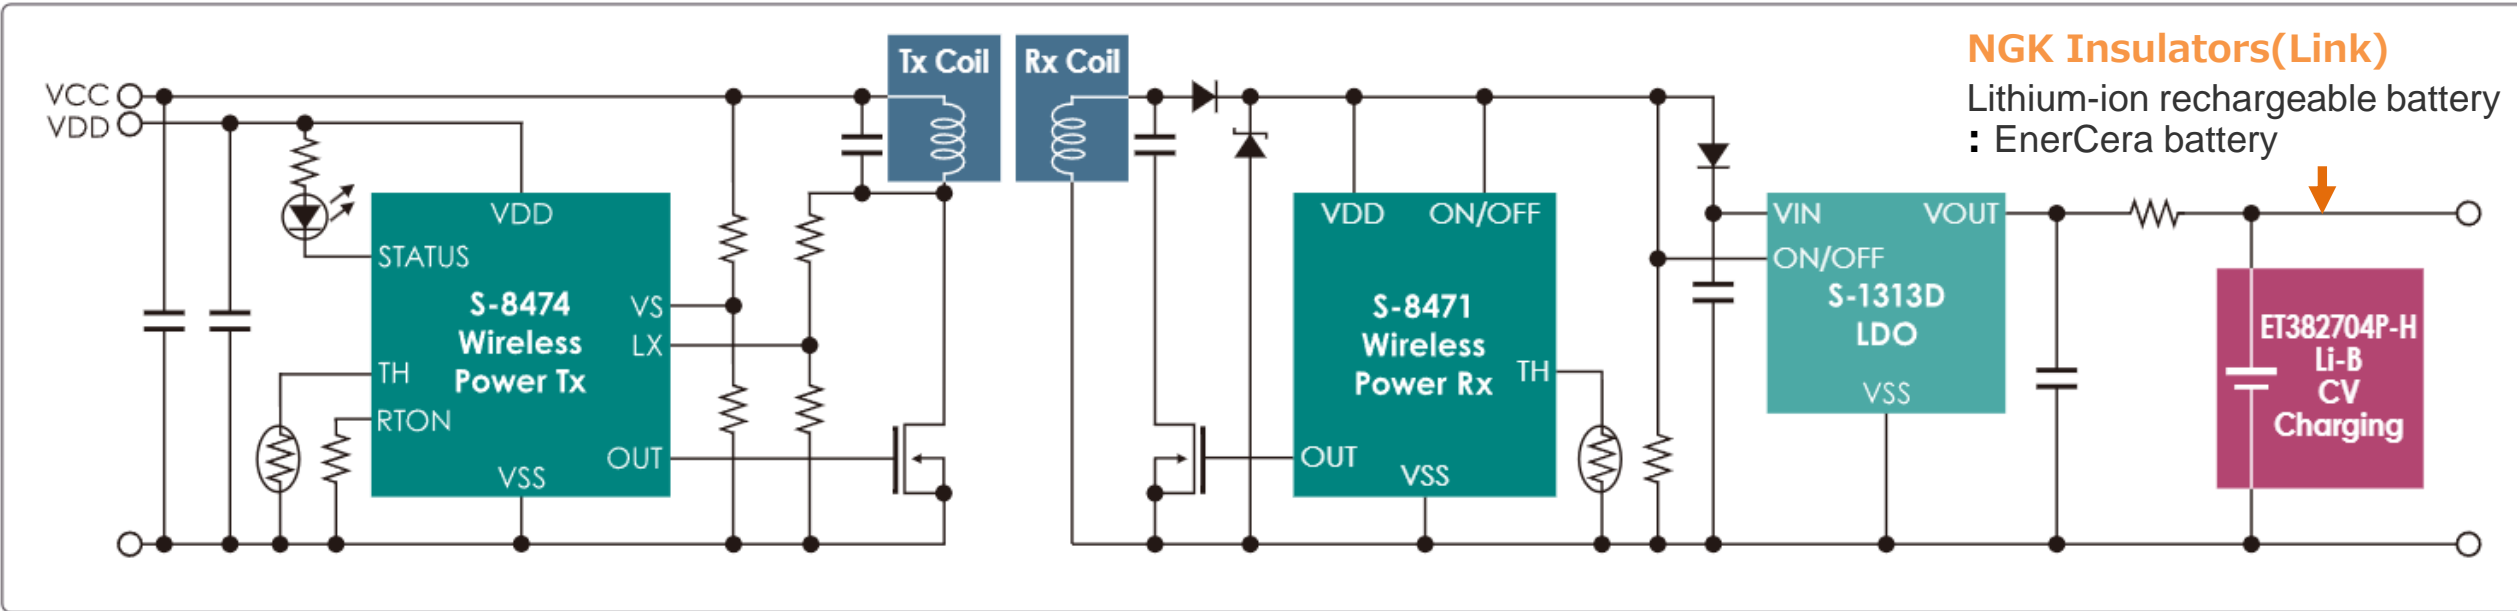 NGK Insulators(Link)
Lithium-ion rechargeable battery
: EnerCera battery
VCC
VDD
Tx Coil
Rx Coil
VDD
STATUS
S-8474
Wireless
Power Tx
VS
LX
TH
RTON
OUT
VSS
VDD
ON/OFF
S-8471
Wireless
Power Rx
TH
OUT
VSS
VIN
VOUT
ON/OFF
S-1313D
LDO
VSS
ET382704P-H
Li-B
CV
Charging